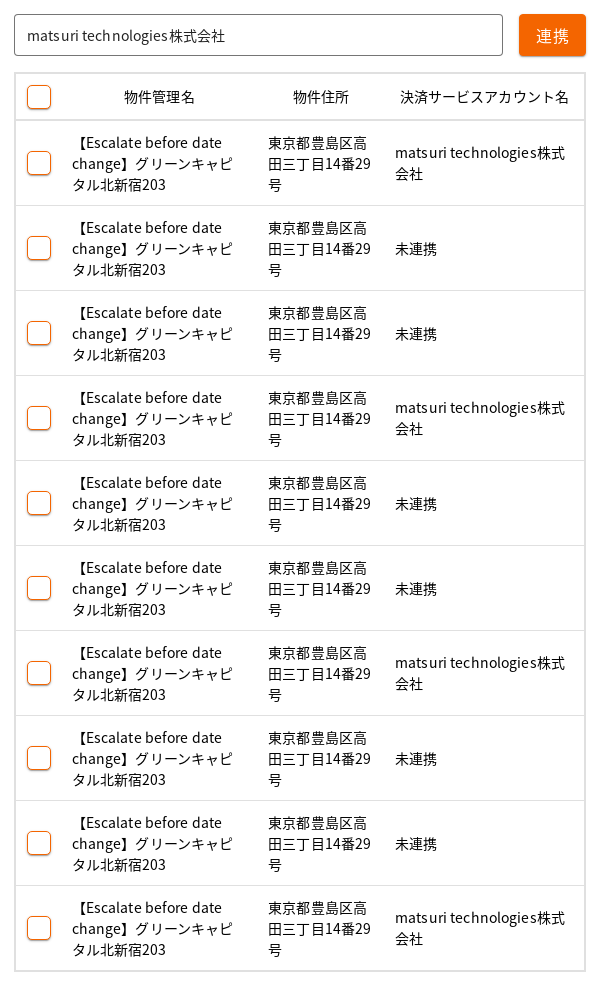 matsuri technologies株式会社
連携
物件管理名 物件住所 決済サービスアカウント名
【Escalate before date
change】グリーンキャピ
タル北新宿203
東京都豊島区高
田三丁目14番29
号
matsuri technologies株式
会社
【Escalate before date
change】グリーンキャピ
タル北新宿203
東京都豊島区高
田三丁目14番29
号
未連携
【Escalate before date
change】グリーンキャピ
タル北新宿203
東京都豊島区高
田三丁目14番29
号
未連携
【Escalate before date
change】グリーンキャピ
タル北新宿203
東京都豊島区高
田三丁目14番29
号
matsuri technologies株式
会社
【Escalate before date
change】グリーンキャピ
タル北新宿203
東京都豊島区高
田三丁目14番29
号
未連携
【Escalate before date
change】グリーンキャピ
タル北新宿203
東京都豊島区高
田三丁目14番29
号
未連携
【Escalate before date
change】グリーンキャピ
タル北新宿203
東京都豊島区高
田三丁目14番29
号
matsuri technologies株式
会社
【Escalate before date
change】グリーンキャピ
タル北新宿203
東京都豊島区高
田三丁目14番29
号
未連携
【Escalate before date
change】グリーンキャピ
タル北新宿203
東京都豊島区高
田三丁目14番29
号
未連携
【Escalate before date
change】グリーンキャピ
タル北新宿203
東京都豊島区高
田三丁目14番29
号
matsuri technologies株式
会社